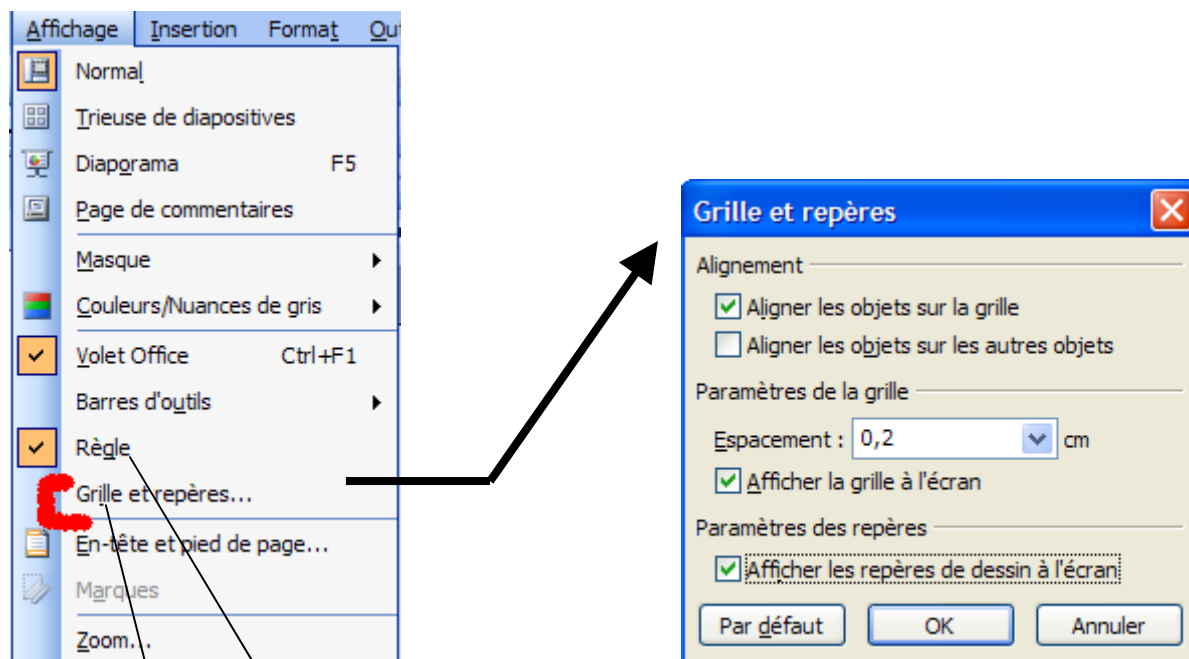 Affichage Insertion Format Ou
Normal
Trieuse de diapositives
Diaporama F5
Page de commentaires
Masque
Couleurs/Nuances de gris
Volet Office Ctrl+F1
Barres d'outils
Règle
Grille et repères...
En-tête et pied de page...
Marques
Zoom...
Grille et repères
Alignement
Aligner les objets sur la grille
Aligner les objets sur les autres objets
Paramètres de la grille
Espacement : 0,2 cm
Afficher la grille à l'écran
Paramètres des repères
Afficher les repères de dessin à l'écran
Par défaut OK Annuler